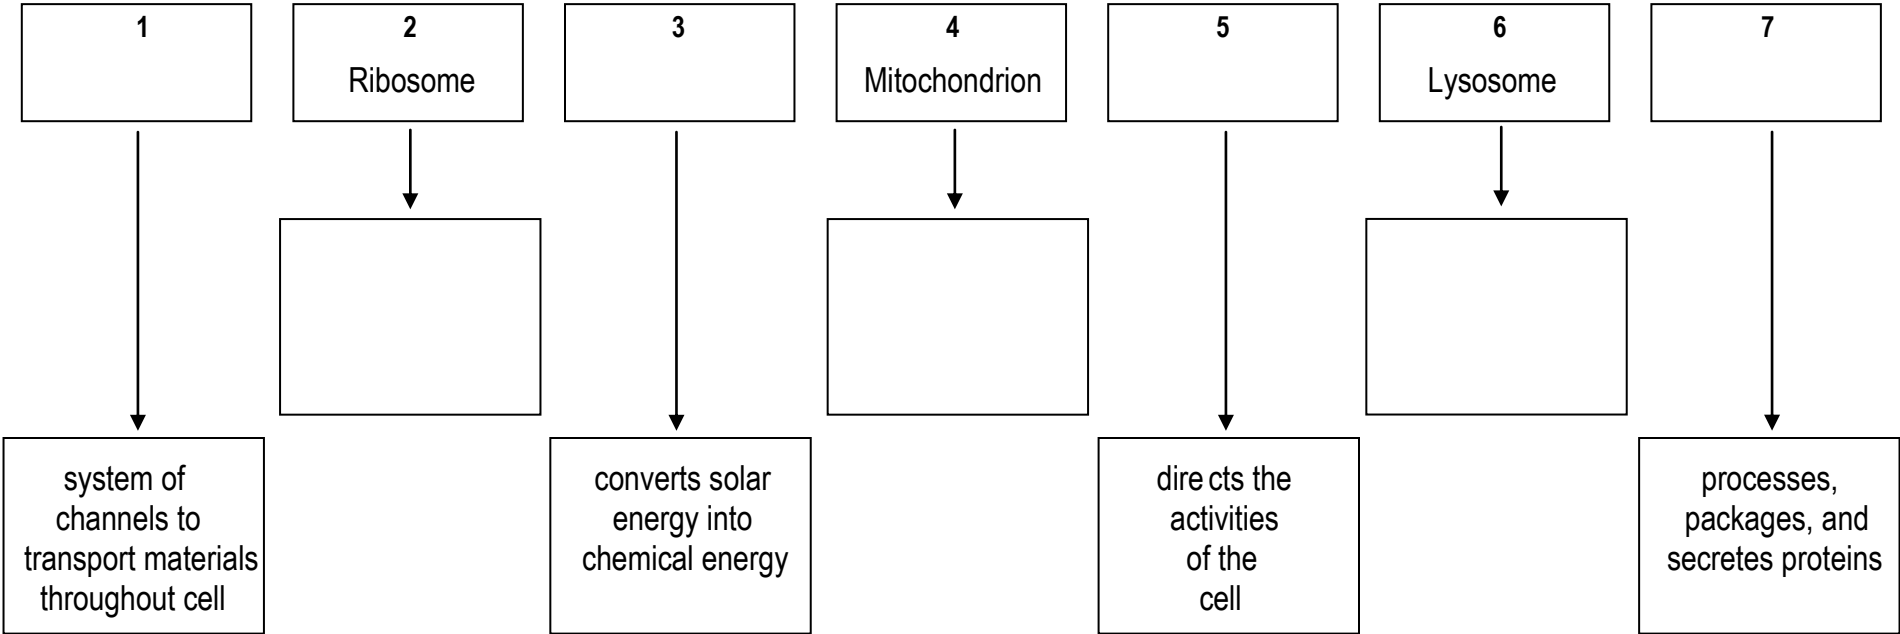 1
2
Ribosome
3
4
Mitochondrion
5
6
Lysosome
7
system of
channels to
transport materials
throughout cell
converts solar
energy into
chemical energy
dire cts the
activities
of the
cell
processes,
packages, and
secretes proteins